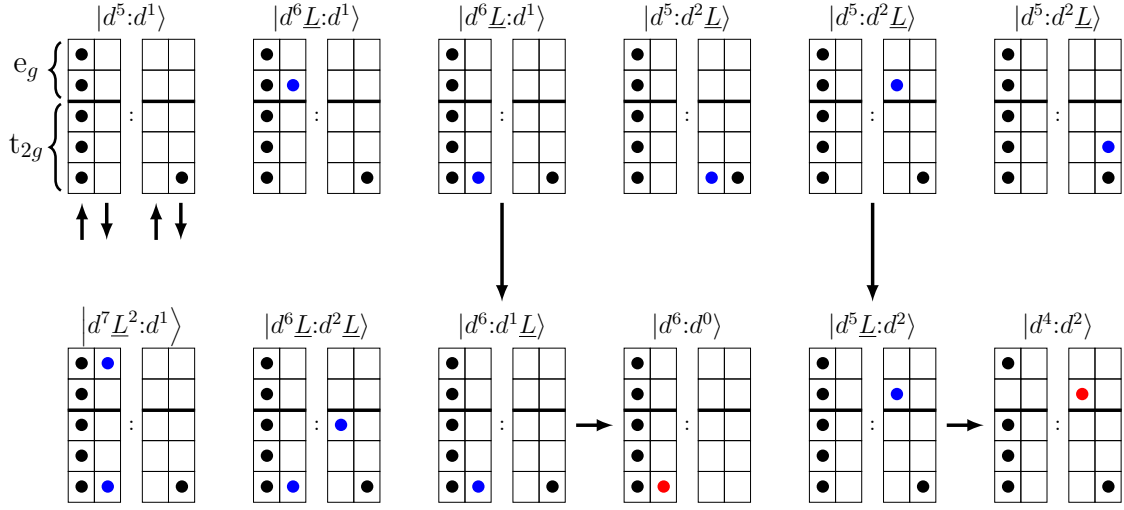 |d⁵:d¹⟩ |d⁶L̲:d¹⟩ |d⁶L̲:d¹⟩ |d⁵:d²L̲⟩ |d⁵:d²L̲⟩ |d⁵:d²L̲⟩
e_g
: : : : : :
t₂g
|d⁷L̲²:d¹⟩ |d⁶L̲:d²L̲⟩ |d⁶:d¹L̲⟩ |d⁶:d⁰⟩ |d⁵L̲:d²⟩ |d⁴:d²⟩
: : : : : :